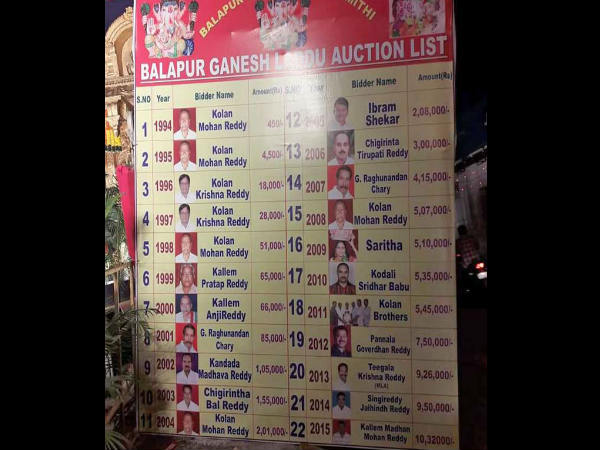 BALAPUR
MITHI
BALAPUR GANESH LADDU AUCTION LIST
S.NO Year Bidder Name Amount(Rs)
1 1994 Kolan Mohan Reddy 450/-
2 1995 Kolan Mohan Reddy 4,500/-
3 1996 Kolan Krishna Reddy 18,000/-
4 1997 Kolan Krishna Reddy 28,000/-
5 1998 Kolan Mohan Reddy 51,000/-
6 1999 Kallem Pratap Reddy 65,000/-
7 2000 Kallem AnjiReddy 66,000/-
8 2001 G. Raghunandan Chary 85,000/-
9 2002 Kandada Madhava Reddy 1,05,000/-
10 2003 Chigirintha Bal Reddy 1,55,000/-
11 2004 Kolan Mohan Reddy 2,01,000/-
S.NO Year Bidder Name Amount(Rs)
12 2005 Ibram Shekar 2,08,000/-
13 2006 Chigirinta Tirupati Reddy 3,00,000/-
14 2007 G. Raghunandan Chary 4,15,000/-
15 2008 Kolan Mohan Reddy 5,07,000/-
16 2009 Saritha 5,10,000/-
17 2010 Kodali Sridhar Babu 5,35,000/-
18 2011 Kolan Brothers 5,45,000/-
19 2012 Pannala Goverdhan Reddy 7,50,000/-
20 2013 Teegala Krishna Reddy (MLA) 9,26,000/-
21 2014 Singireddy Jaihindh Reddy 9,50,000/-
22 2015 Kallem Madhan Mohan Reddy 10,32000/-